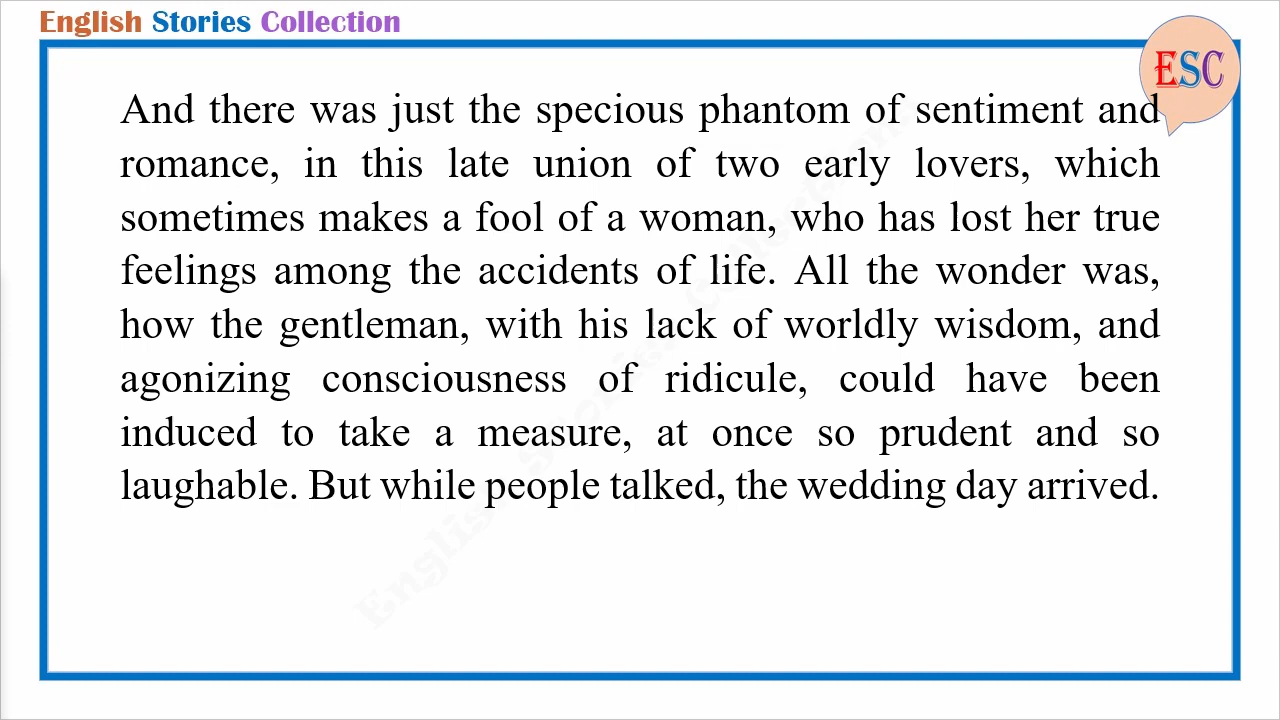 English Stories Collection
ESC
And there was just the specious phantom of sentiment and
romance, in this late union of two early lovers, which
sometimes makes a fool of a woman, who has lost her true
feelings among the accidents of life. All the wonder was,
how the gentleman, with his lack of worldly wisdom, and
agonizing consciousness of ridicule, could have been
induced to take a measure, at once so prudent and so
laughable. But while people talked, the wedding day arrived.
English Stories Collection